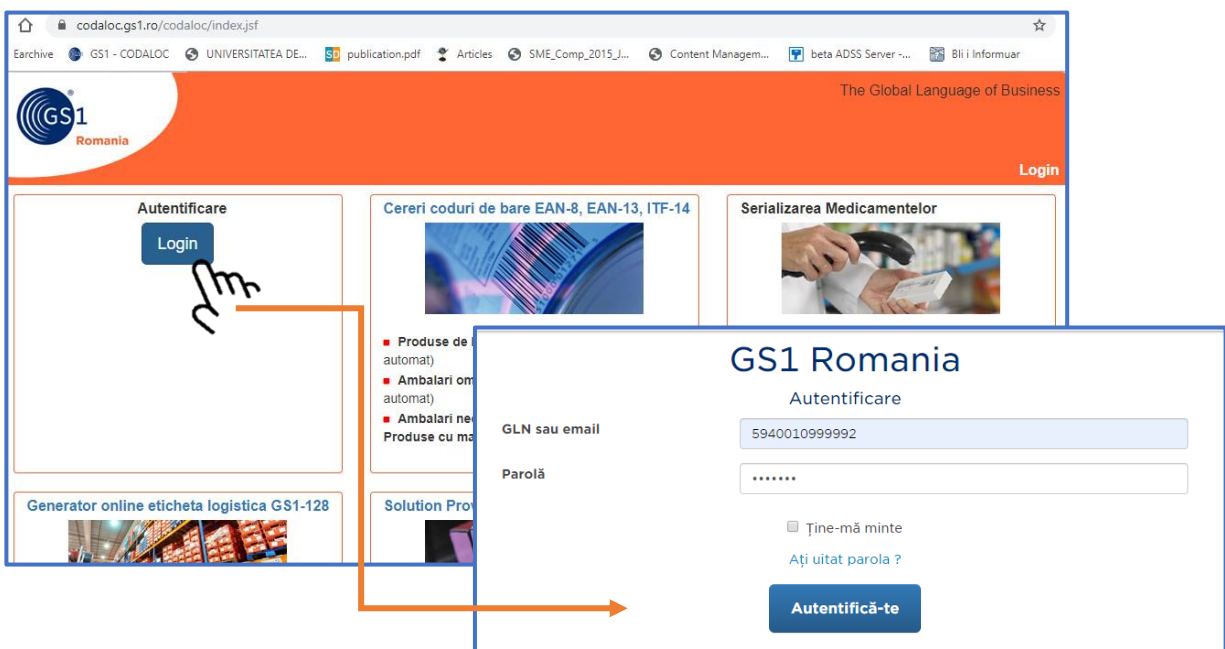 codaloc.gs1.ro/codaloc/index.jsf
Earchive GS1 - CODALOC UNIVERSITATEA DE... SD publication.pdf Articles SME_Comp_2015_J... Content Managem... beta ADSS Server -... Bli i Informuar
GS1
Romania
The Global Language of Business
Login
Autentificare
Login
Cereri coduri de bare EAN-8, EAN-13, ITF-14
Produse de
automat)
Ambalari om
automat)
Ambalari
Produse cu
Serializarea Medicamentelor
Generator online eticheta logistica GS1-128
Solution
GS1 Romania
Autentificare
GLN sau email
5940010999992
Parolă
•••••••
Ține-mă minte
Ați uitat parola ?
Autentifică-te